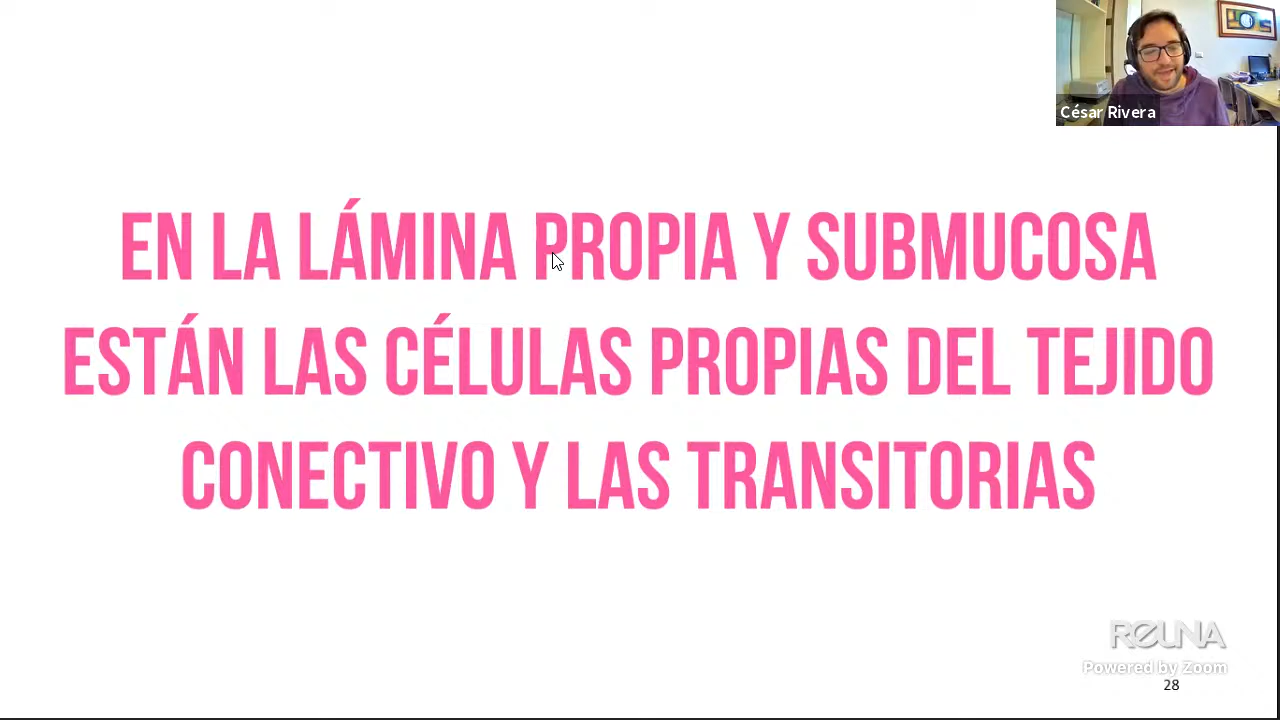 César Rivera
EN LA LÁMINA PROPIA Y SUBMUCOSA
ESTÁN LAS CÉLULAS PROPIAS DEL TEJIDO
CONECTIVO Y LAS TRANSITORIAS
REUNA
Powered by Zoom
28